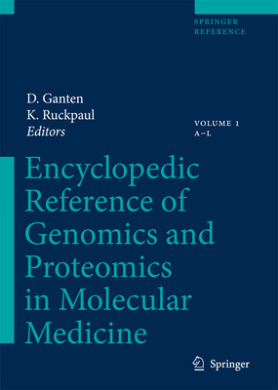 SPRINGER
REFERENCE
D. Ganten
K. Ruckpaul
Editors
VOLUME 1
A–L
Encyclopedic
Reference of
Genomics and
Proteomics
in Molecular
Medicine
Springer